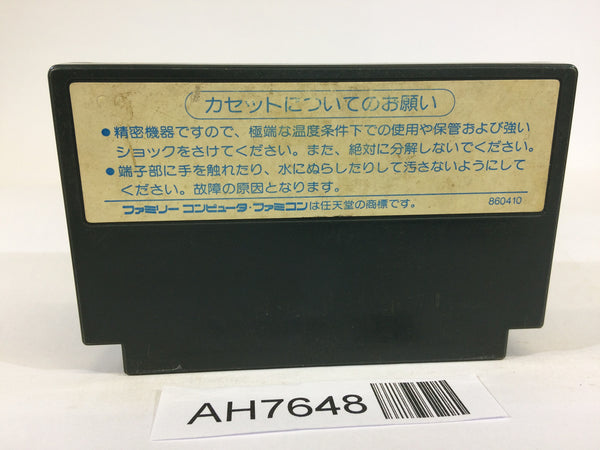 カセットについてのお願い
●精密機器ですので、極端な温度条件下での使用や保管および強い
ショックをさけてください。また、絶対に分解しないでください。
●端子部に手を触れたり、水にぬらしたりして汚さないようにして
ください。故障の原因となります。
ファミリーコンピュータ・ファミコンは任天堂の商標です。 860410
AH7648